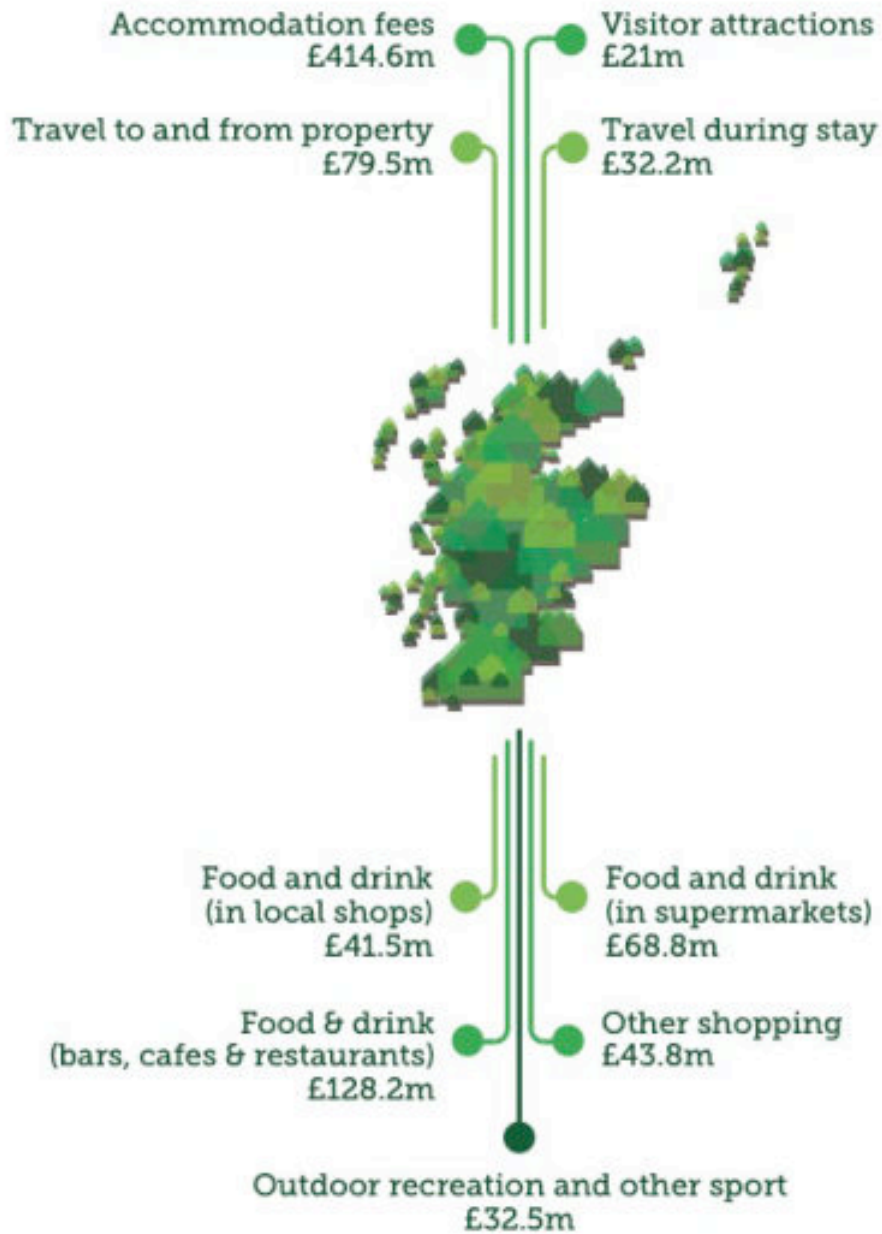 Accommodation fees
£414.6m
Visitor attractions
£21m
Travel to and from property
£79.5m
Travel during stay
£32.2m
Food and drink
(in local shops)
£41.5m
Food and drink
(in supermarkets)
£68.8m
Food & drink
(bars, cafes & restaurants)
£128.2m
Other shopping
£43.8m
Outdoor recreation and other sport
£32.5m